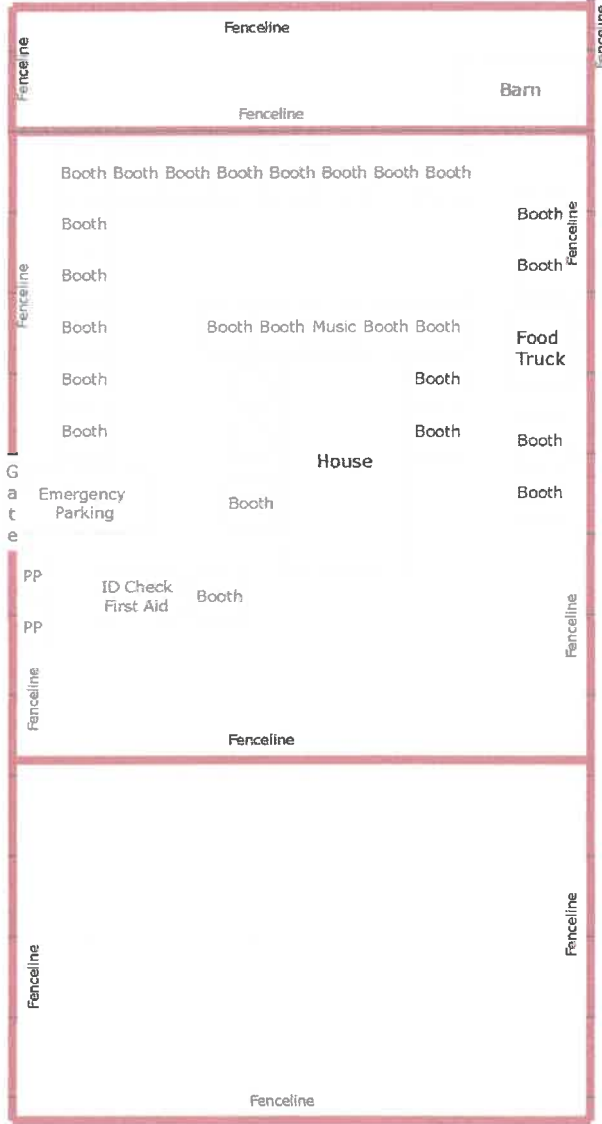 Fenceline
Fenceline
Fenceline
Barn
Fenceline
Booth Booth Booth Booth Booth Booth Booth Booth
Booth
Booth
Fenceline
Booth
Booth
Fenceline
Booth
Booth Booth Music Booth Booth
Food
Truck
Booth
Booth
Booth
Booth
Booth
House
Gate
Emergency
Parking
Booth
Booth
PP
ID Check
First Aid
Booth
PP
Fenceline
Fenceline
Fenceline
Fenceline
Fenceline
Fenceline